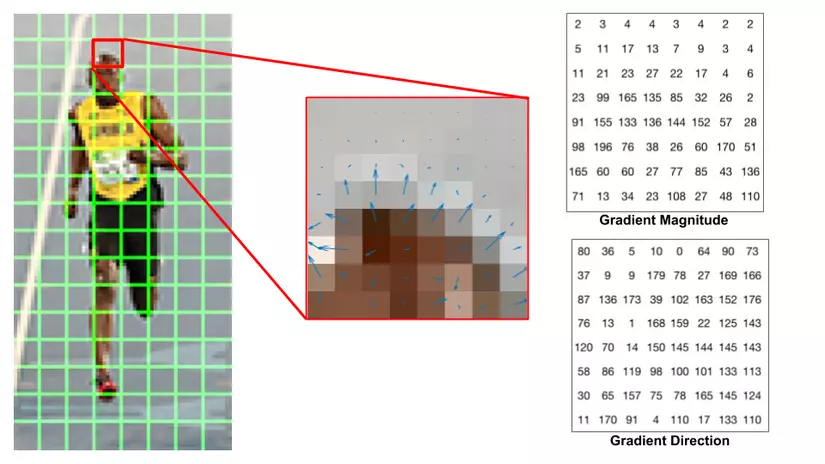 2 3 4 4 3 4 2 2
5 11 17 13 7 9 3 4
11 21 23 27 22 17 4 6
23 99 165 135 85 32 26 2
91 155 133 136 144 152 57 28
98 196 76 38 26 60 170 51
165 60 60 27 77 85 43 136
71 13 34 23 108 27 48 110
Gradient Magnitude
80 36 5 10 0 64 90 73
37 9 9 179 78 27 169 166
87 136 173 39 102 163 152 176
76 13 1 168 159 22 125 143
120 70 14 150 145 144 145 143
58 86 119 98 100 101 133 113
30 65 157 75 78 165 145 124
11 170 91 4 110 17 133 110
Gradient Direction